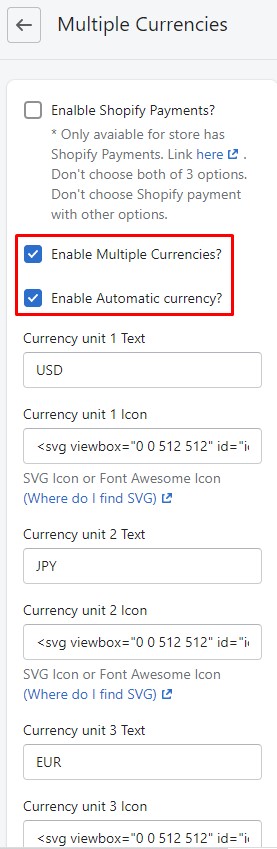 Multiple Currencies
Enalble Shopify Payments?
* Only avaiable for store has
Shopify Payments. Link here .
Don't choose both of 3 options.
Don't choose Shopify payment
with other options.
Enable Multiple Currencies?
Enable Automatic currency?
Currency unit 1 Text
USD
Currency unit 1 Icon
<svg viewbox="0 0 512 512" id="i
SVG Icon or Font Awesome Icon
(Where do I find SVG)
Currency unit 2 Text
JPY
Currency unit 2 Icon
<svg viewbox="0 0 512 512" id="i
SVG Icon or Font Awesome Icon
(Where do I find SVG)
Currency unit 3 Text
EUR
Currency unit 3 Icon
<svg viewbox="0 0 512 512" id="i